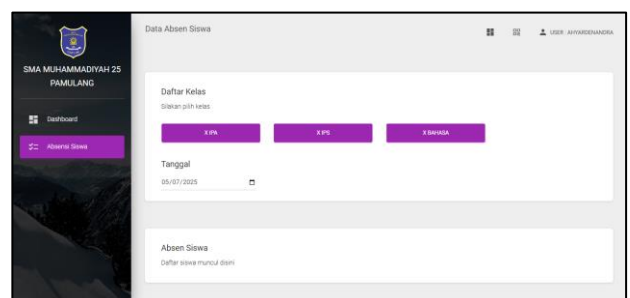 SMA MUHAMMADIYAH 25
PAMULANG
Dashboard
Absensi Siswa
Data Absen Siswa
USER: AHYARDENANDRA
Daftar Kelas
Silakan pilih kelas
X IPA
X IPS
X BAHASA
Tanggal
05/07/2025
Absen Siswa
Daftar siswa muncul disini